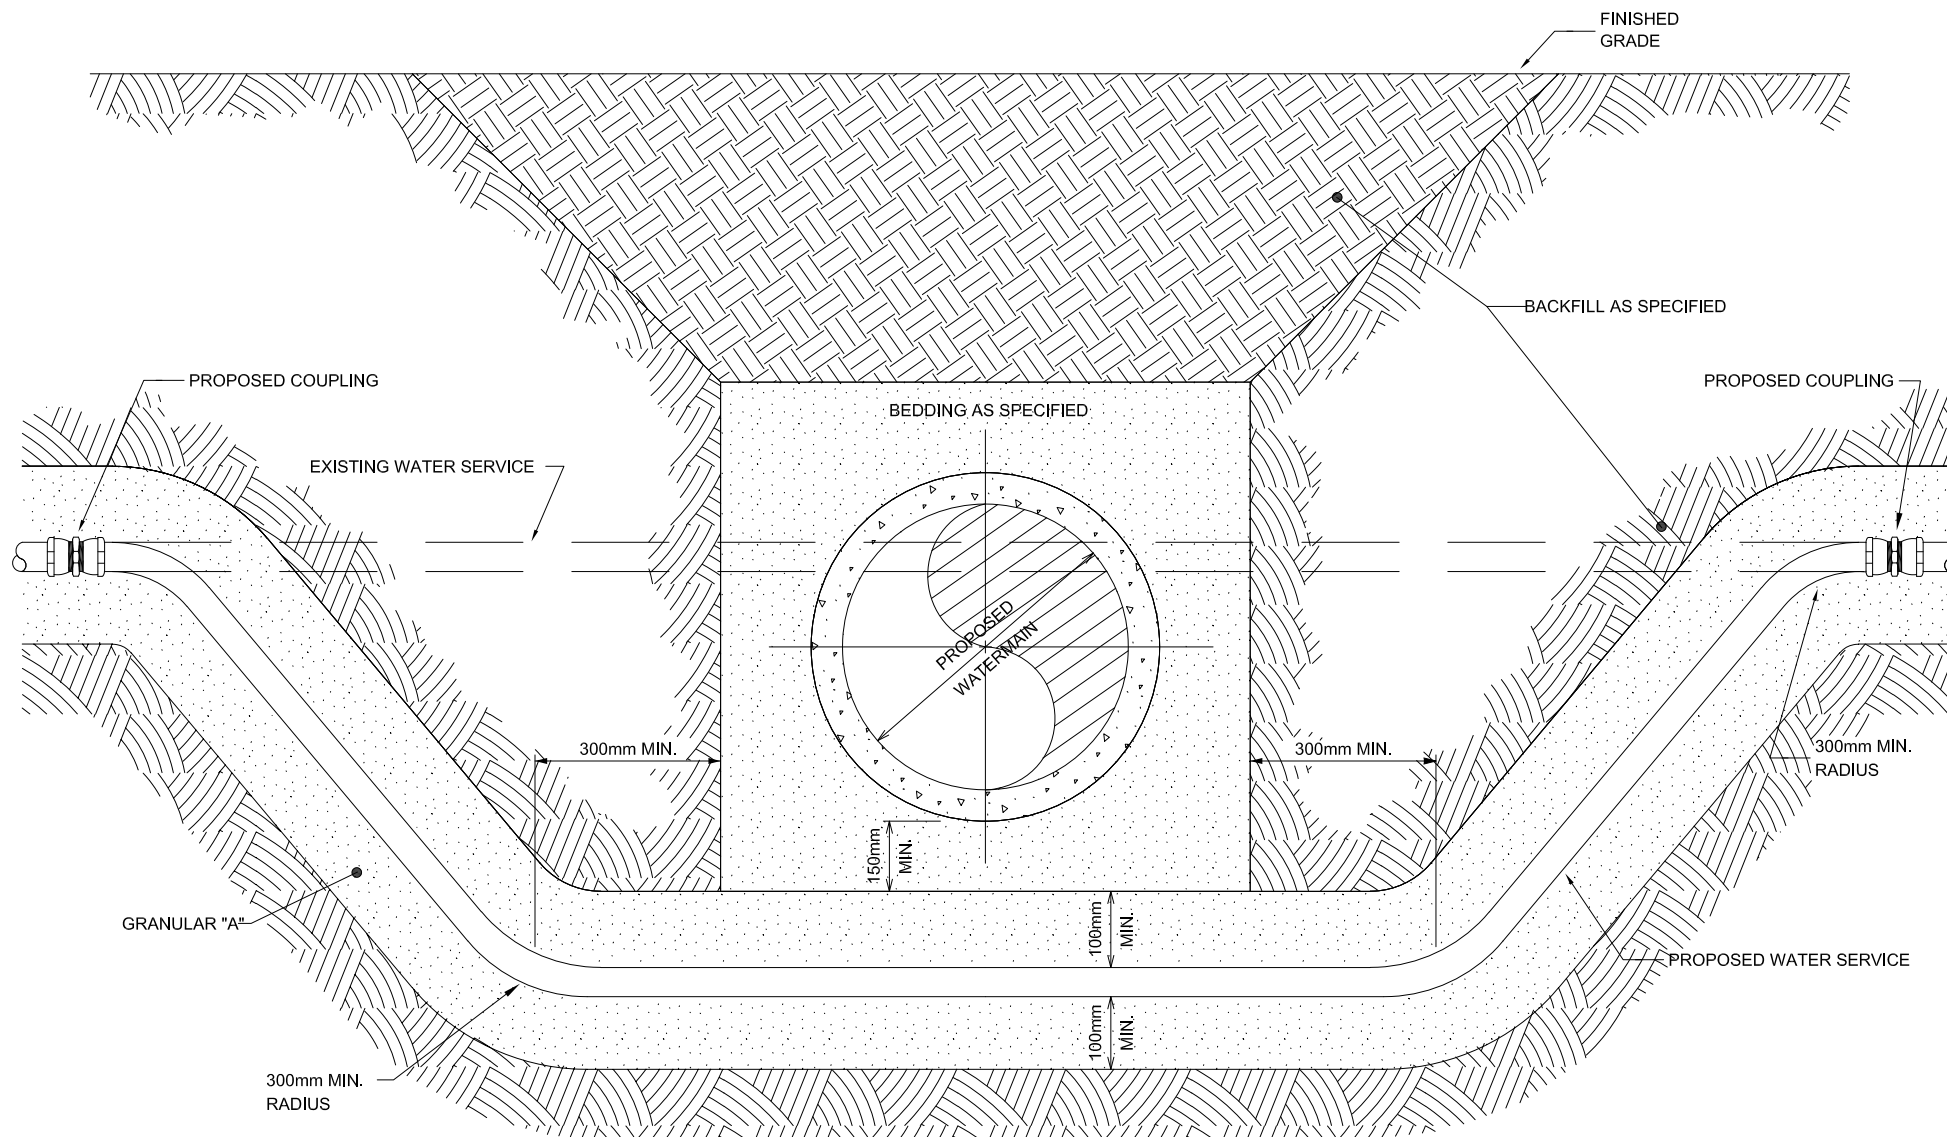 FINISHED
GRADE
BACKFILL AS SPECIFIED
PROPOSED COUPLING
PROPOSED COUPLING
BEDDING AS SPECIFIED
EXISTING WATER SERVICE
PROPOSED
WATERMAIN
300mm MIN.
300mm MIN.
300mm MIN.
RADIUS
150mm
MIN.
GRANULAR "A"
100mm
MIN.
PROPOSED WATER SERVICE
100mm
MIN.
300mm MIN.
RADIUS